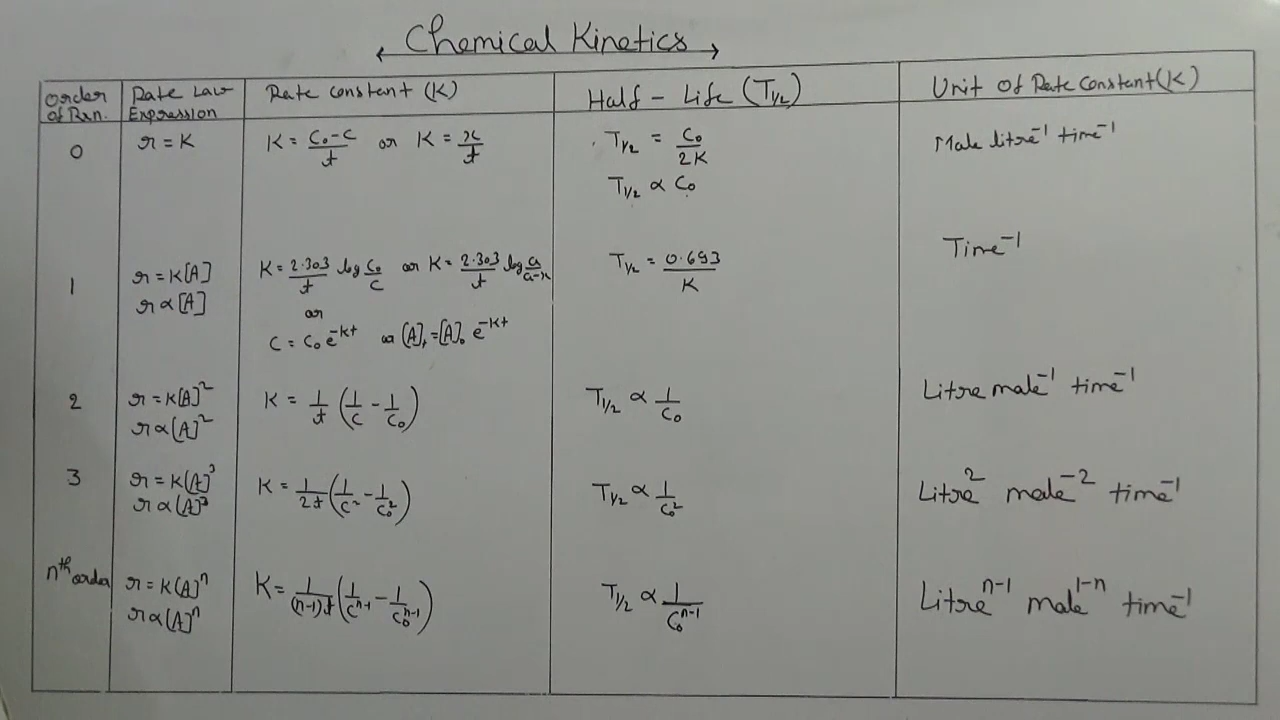 Chemical Kinetics
Order of Rxn. | Rate Law Expression | Rate Constant (K) | Half - Life (T1/2) | Unit of Rate Constant (K)
0 | r = K | K = (C₀ - C)/t or K = x/t | T1/2 = C₀/2K | Mole litre⁻¹ time⁻¹
T1/2 ∝ C₀
1 | r = K[A] | K = 2.303/t log C₀/C or K = 2.303/t log a/(a-x) | T1/2 = 0.693/K | Time⁻¹
r ∝ [A] | or
C = C₀ e^-Kt or [A]t = [A]₀ e^-Kt
2 | r = K[A]² | K = 1/t (1/C - 1/C₀) | T1/2 ∝ 1/C₀ | Litre mole⁻¹ time⁻¹
r ∝ [A]²
3 | r = K[A]³ | K = 1/2t (1/C² - 1/C₀²) | T1/2 ∝ 1/C₀² | Litre² mole⁻² time⁻¹
r ∝ [A]³
nth order | r = K[A]ⁿ | K = 1/(n-1).t (1/Cⁿ⁻¹ - 1/C₀ⁿ⁻¹) | T1/2 ∝ 1/C₀ⁿ⁻¹ | Litreⁿ⁻¹ mole¹⁻ⁿ time⁻¹
r ∝ [A]ⁿ